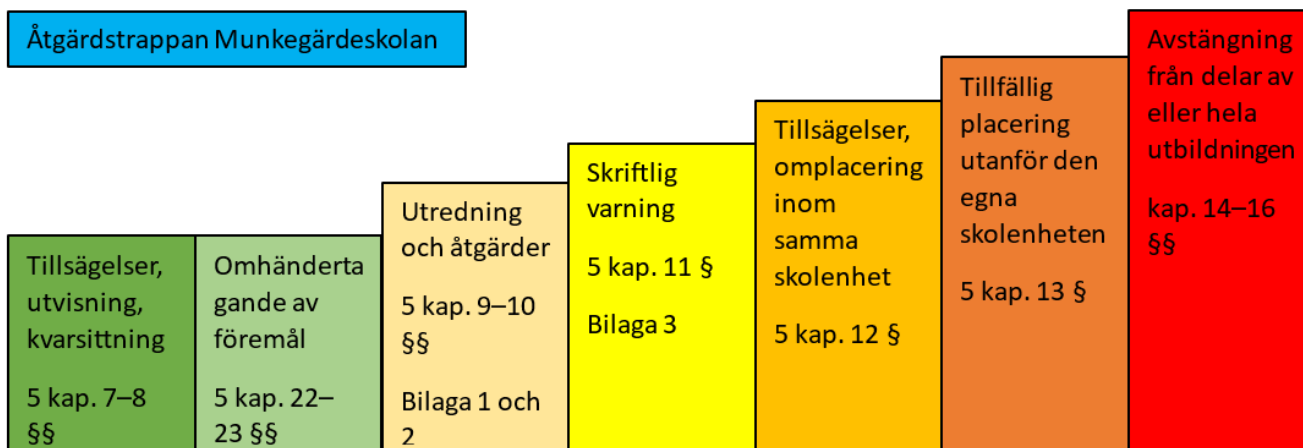 Åtgärdstrappan Munkegärdeskolan
Tillsägelser,
utvisning,
kvarsittning
5 kap. 7–8
§§
Omhänderta
gande av
föremål
5 kap. 22–
23 §§
Utredning
och åtgärder
5 kap. 9–10
§§
Bilaga 1 och
2
Skriftlig
varning
5 kap. 11 §
Bilaga 3
Tillsägelser,
omplacering
inom
samma
skolenhet
5 kap. 12 §
Tillfällig
placering
utanför den
egna
skolenheten
5 kap. 13 §
Avstängning
från delar av
eller hela
utbildningen
kap. 14–16
§§